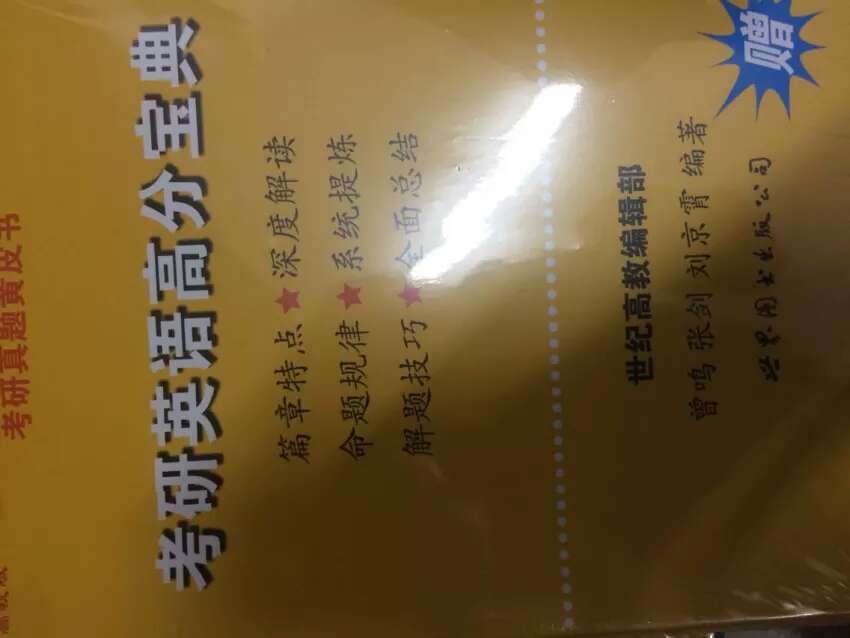 考研真题黄皮书
考研英语高分宝典
篇章特点★深度解读
命题规律★系统提炼
解题技巧★全面总结
赠
世纪高教编辑部
曾鸣 张剑 刘京霄 编著
世界图书出版公司